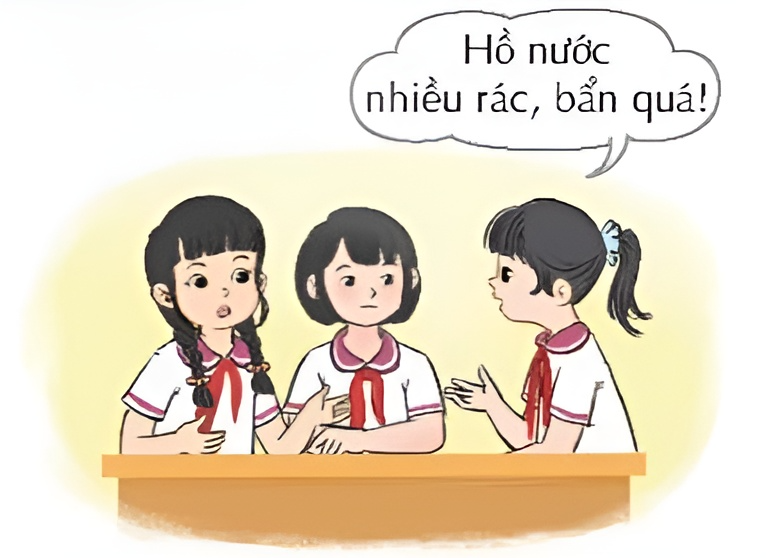 Hồ nước
nhiều rác, bẩn quá!